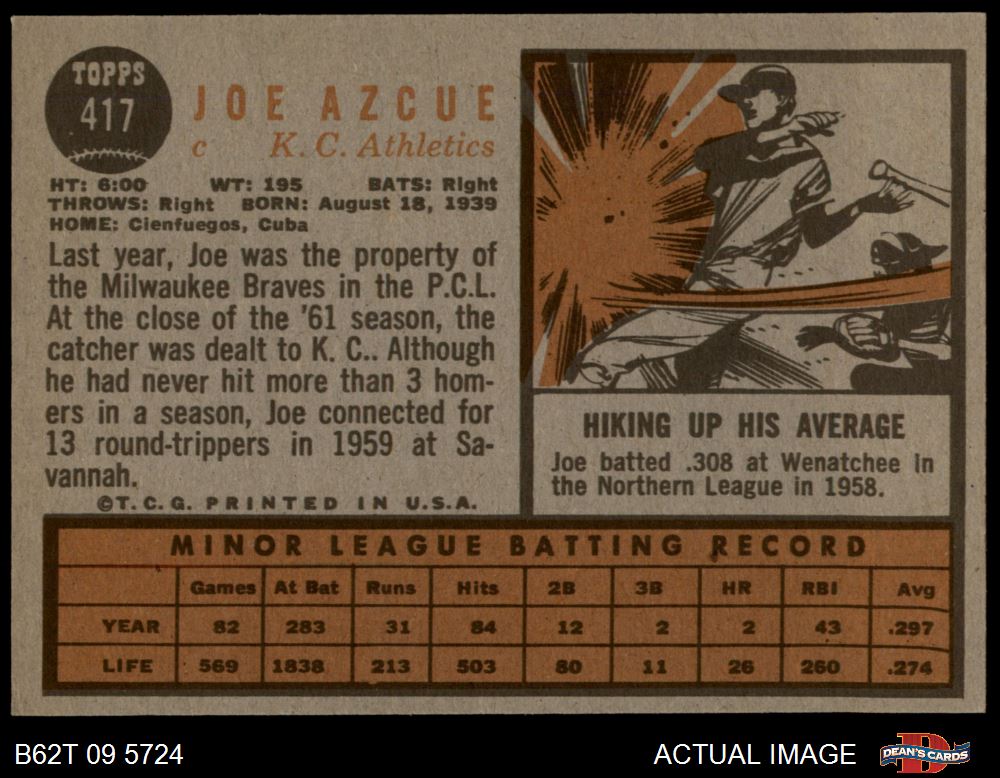 TOPPS
417
JOE AZCUE
c K. C. Athletics
HT: 6:00 WT: 195 BATS: Right
THROWS: Right BORN: August 18, 1939
HOME: Cienfuegos, Cuba
Last year, Joe was the property of
the Milwaukee Braves in the P.C.L.
At the close of the '61 season, the
catcher was dealt to K. C.. Although
he had never hit more than 3 hom-
ers in a season, Joe connected for
13 round-trippers in 1959 at Sa-
vannah.
©T.C.G. PRINTED IN U.S.A.
HIKING UP HIS AVERAGE
Joe batted .308 at Wenatchee in
the Northern League in 1958.
MINOR LEAGUE BATTING RECORD
Games At Bat Runs Hits 2B 3B HR RBI Avg
YEAR 82 283 31 84 12 2 2 43 .297
LIFE 569 1838 213 503 80 11 26 260 .274
B62T 09 5724
ACTUAL IMAGE
DEAN'S CARDS